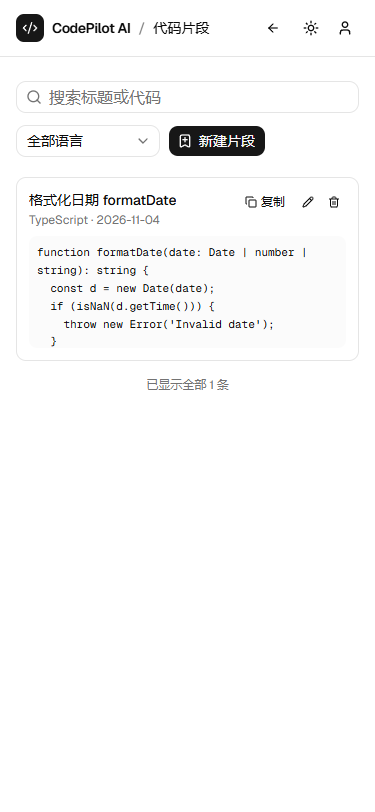 CodePilot AI / 代码片段
搜索标题或代码
全部语言
新建片段
格式化日期 formatDate
复制
TypeScript · 2026-11-04
function formatDate(date: Date | number |
string): string {
  const d = new Date(date);
  if (isNaN(d.getTime())) {
    throw new Error('Invalid date');
  }
已显示全部 1 条